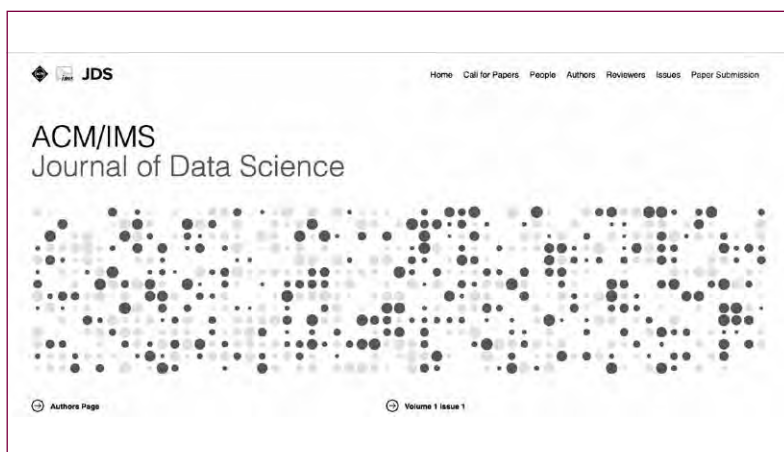 JDS
Home Call for Papers People Authors Reviewers Issues Paper Submission
ACM/IMS
Journal of Data Science
Authors Page
Volume 1 issue 1